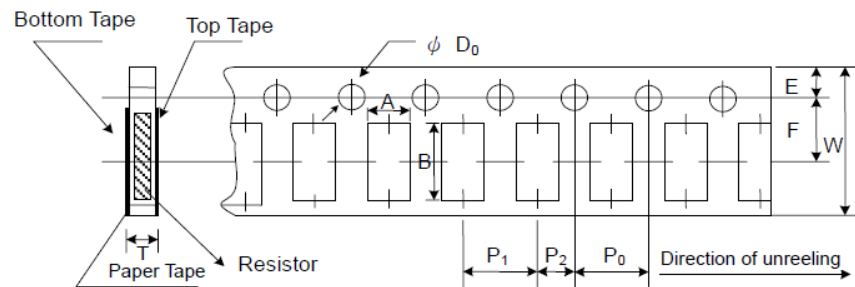 Bottom Tape
Top Tape
ϕ D₀
E
A
F
W
B
T
P₁
P₂
P₀
Direction of unreeling
Paper Tape
Resistor